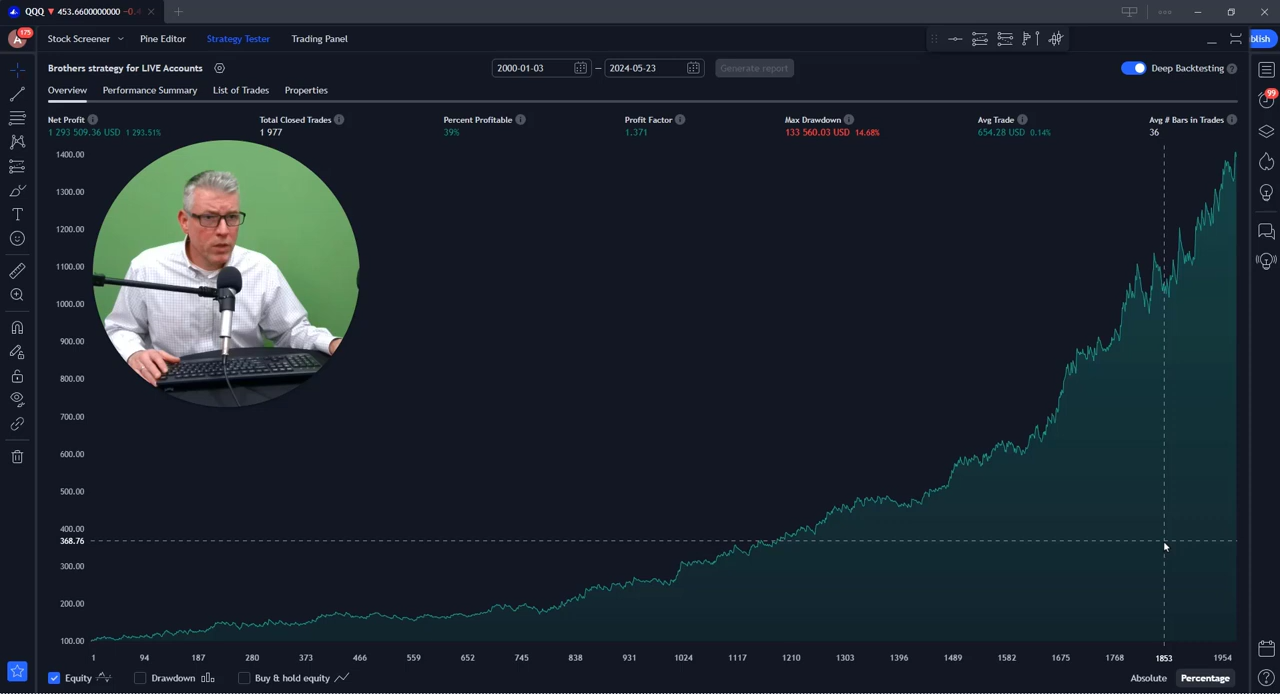 QQQ ▼ 453.6600000000 −0.4
175
Stock Screener Pine Editor Strategy Tester Trading Panel
blish
Brothers strategy for LIVE Accounts
2000-01-03 – 2024-05-23 Generate report
Deep Backtesting
Overview Performance Summary List of Trades Properties
99
Net Profit Total Closed Trades Percent Profitable Profit Factor Max Drawdown Avg Trade Avg # Bars in Trades
1 293 509.36 USD 1 293.51% 1 977 39% 1.371 133 560.03 USD 14.68% 654.28 USD 0.14% 36
1400.00
1300.00
1200.00
1100.00
1000.00
900.00
800.00
700.00
600.00
500.00
400.00
368.76
300.00
200.00
100.00
1 94 187 280 373 466 559 652 745 838 931 1024 1117 1210 1303 1396 1489 1582 1675 1768 1853 1954
Equity Drawdown Buy & hold equity Absolute Percentage